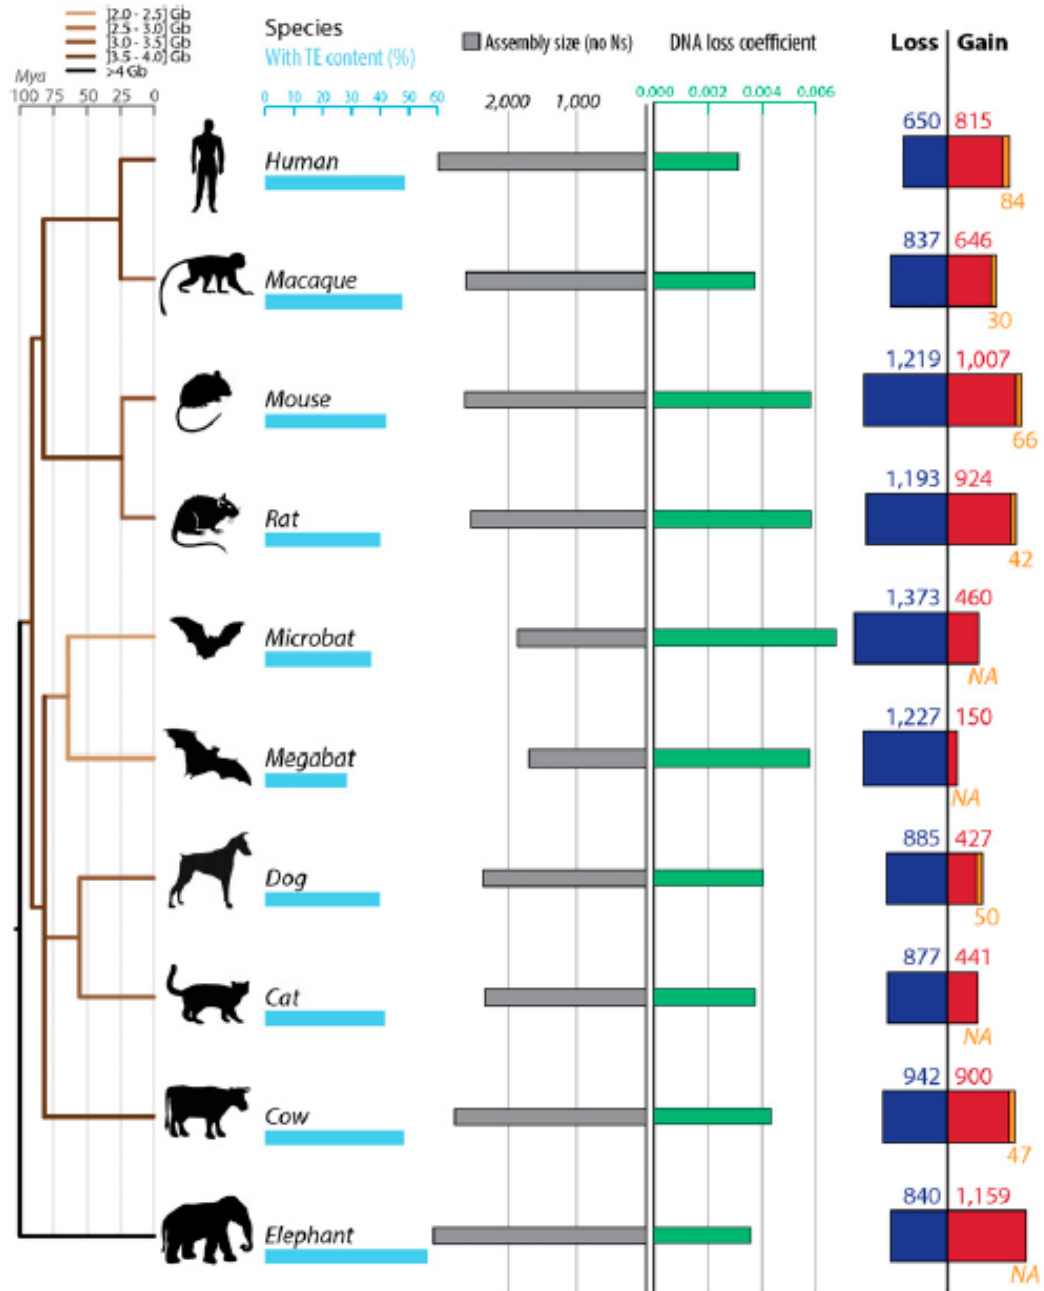 ]2.0 - 2.5] Gb
]2.5 - 3.0] Gb
]3.0 - 3.5] Gb
]3.5 - 4.0] Gb
>4 Gb
Mya
100 75 50 25 0
Species
With TE content (%)
0 10 20 30 40 50 60
Assembly size (no Ns)
2,000 1,000
DNA loss coefficient
0.000 0.002 0.004 0.006
Loss Gain
Human
650 815
84
Macaque
837 646
30
Mouse
1,219 1,007
66
Rat
1,193 924
42
Microbat
1,373 460
NA
Megabat
1,227 150
NA
Dog
885 427
50
Cat
877 441
NA
Cow
942 900
47
Elephant
840 1,159
NA